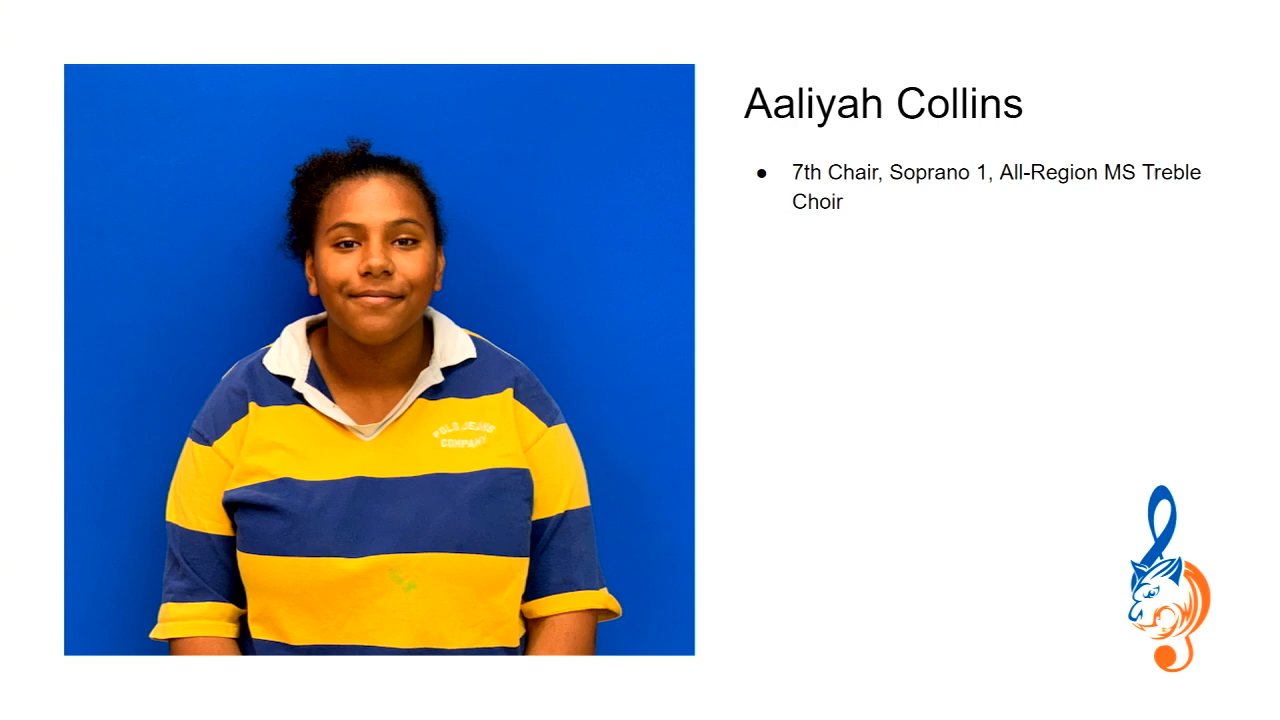 Aaliyah Collins
● 7th Chair, Soprano 1, All-Region MS Treble
Choir
POLO JEANS
COMPANY